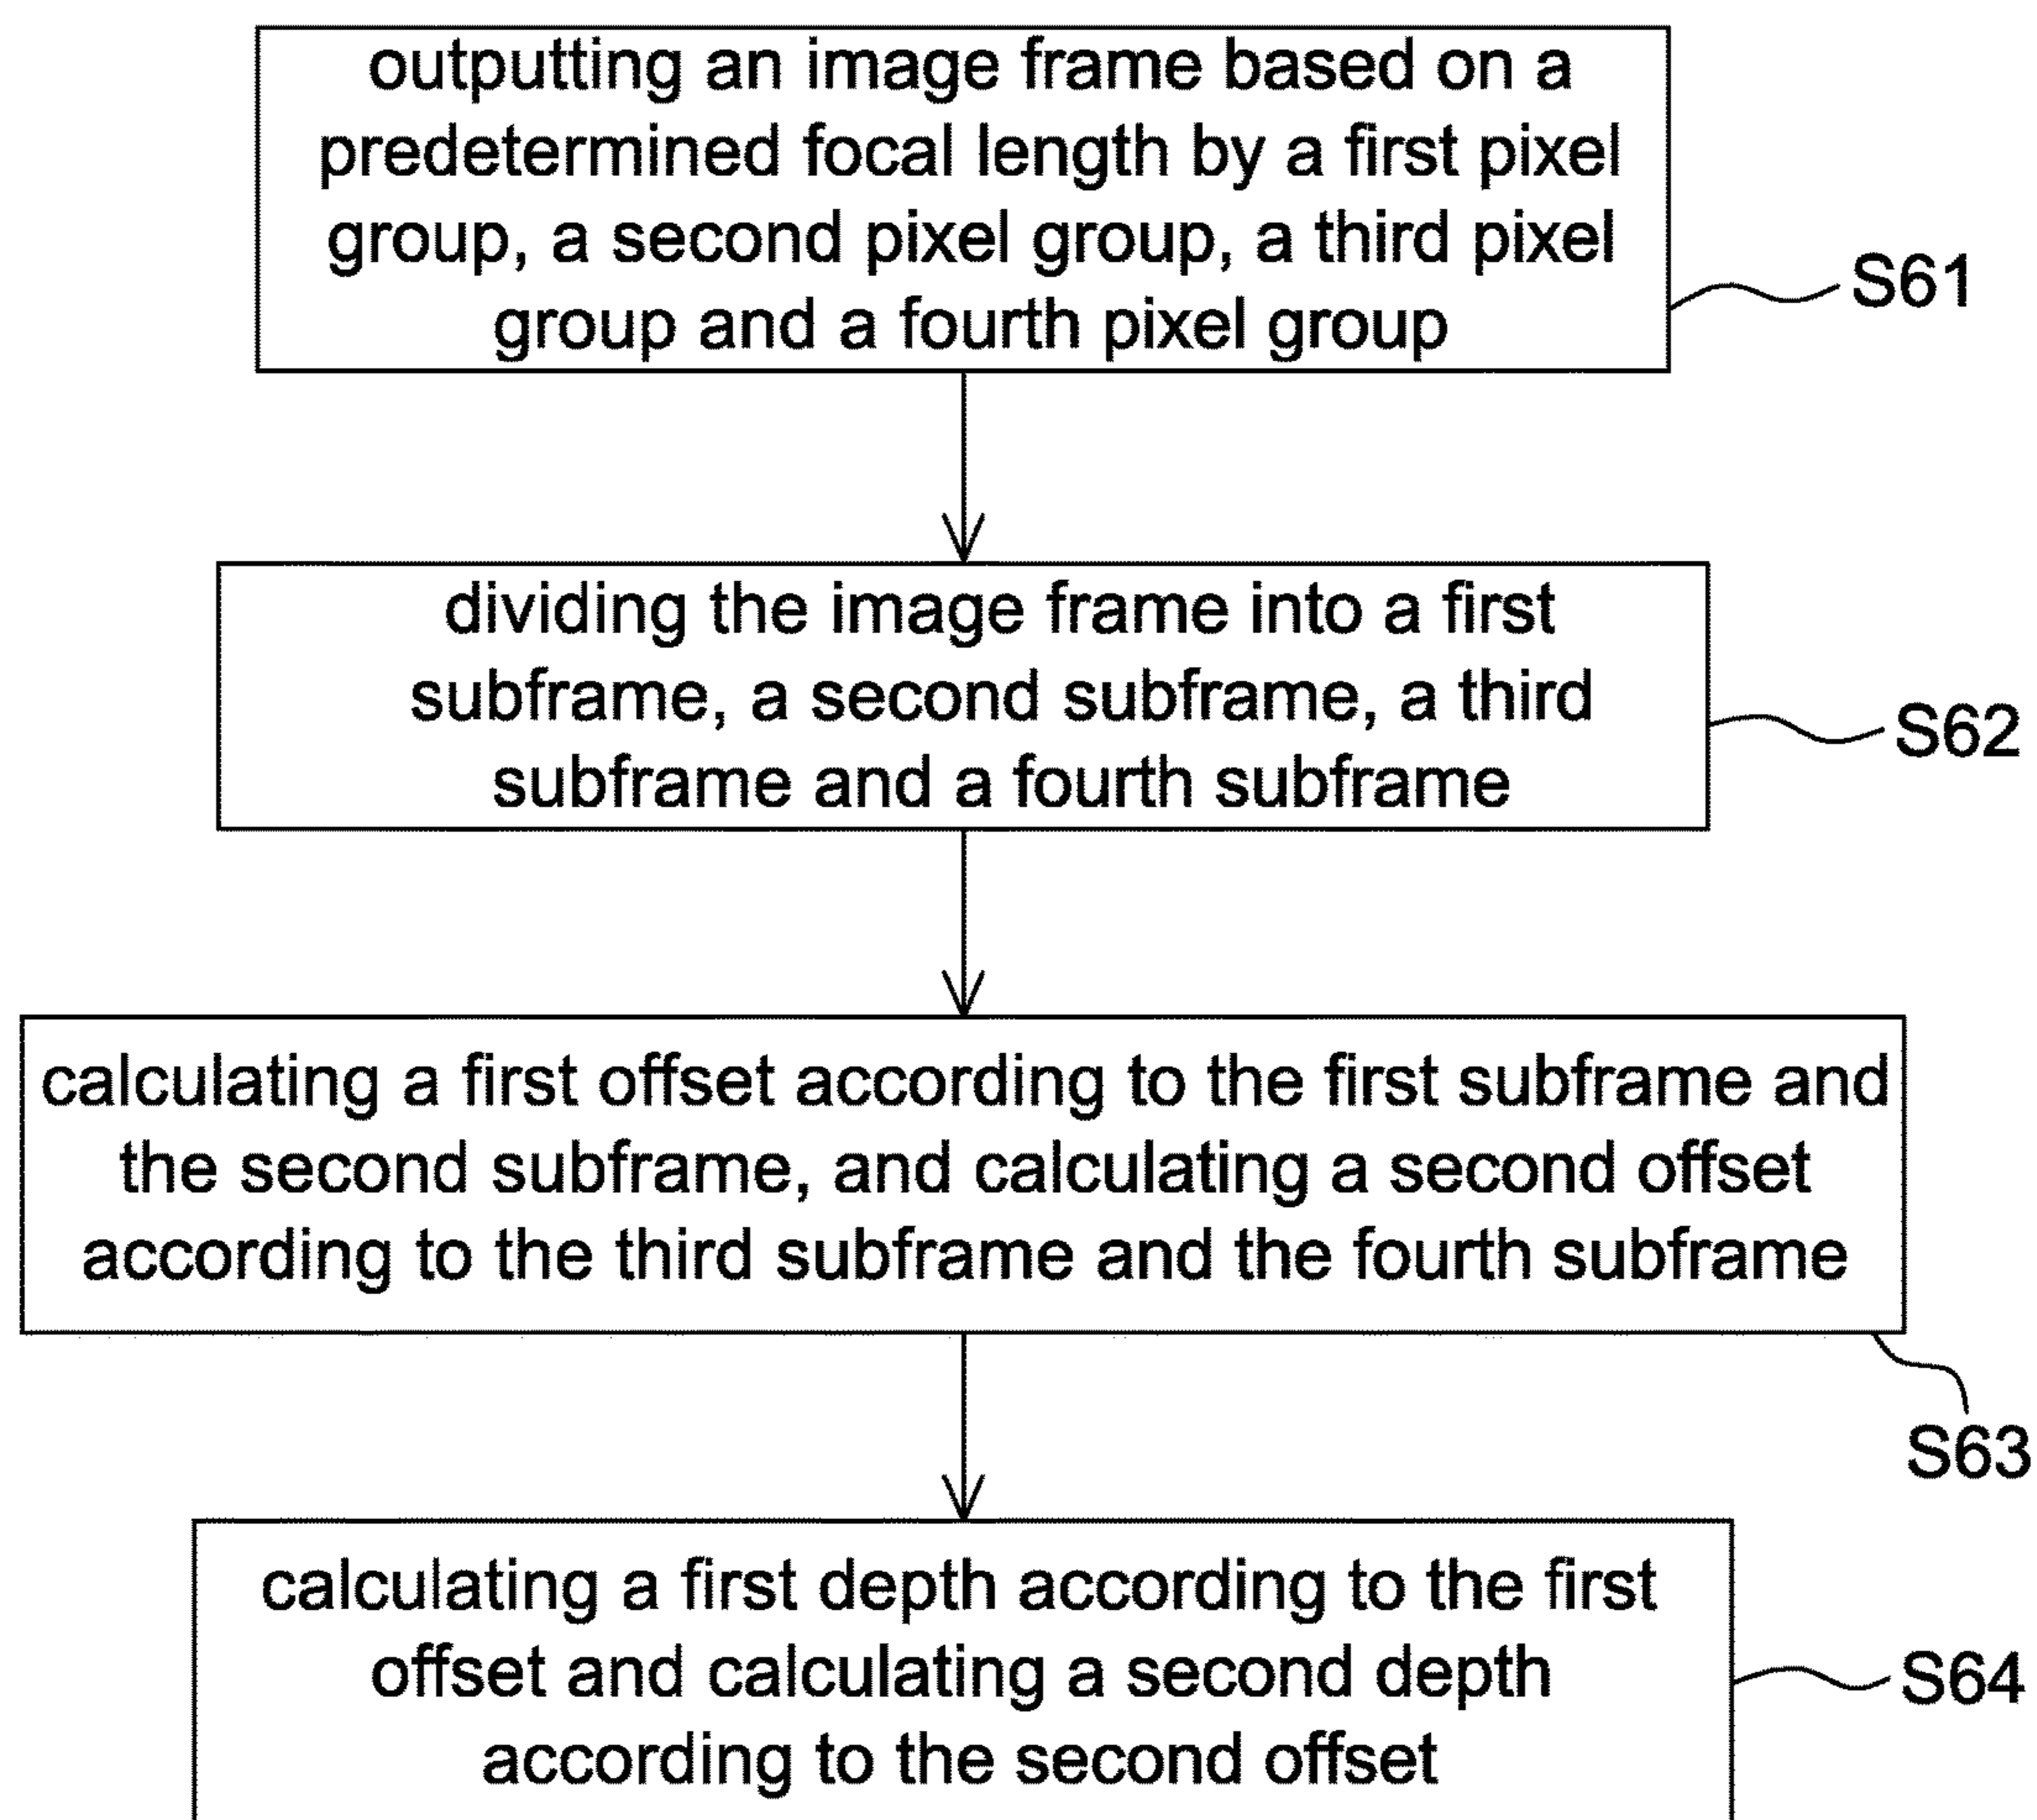 outputting an image frame based on a
predetermined focal length by a first pixel
group, a second pixel group, a third pixel
group and a fourth pixel group
S61
dividing the image frame into a first
subframe, a second subframe, a third
subframe and a fourth subframe
S62
calculating a first offset according to the first subframe and
the second subframe, and calculating a second offset
according to the third subframe and the fourth subframe
S63
calculating a first depth according to the first
offset and calculating a second depth
according to the second offset
S64